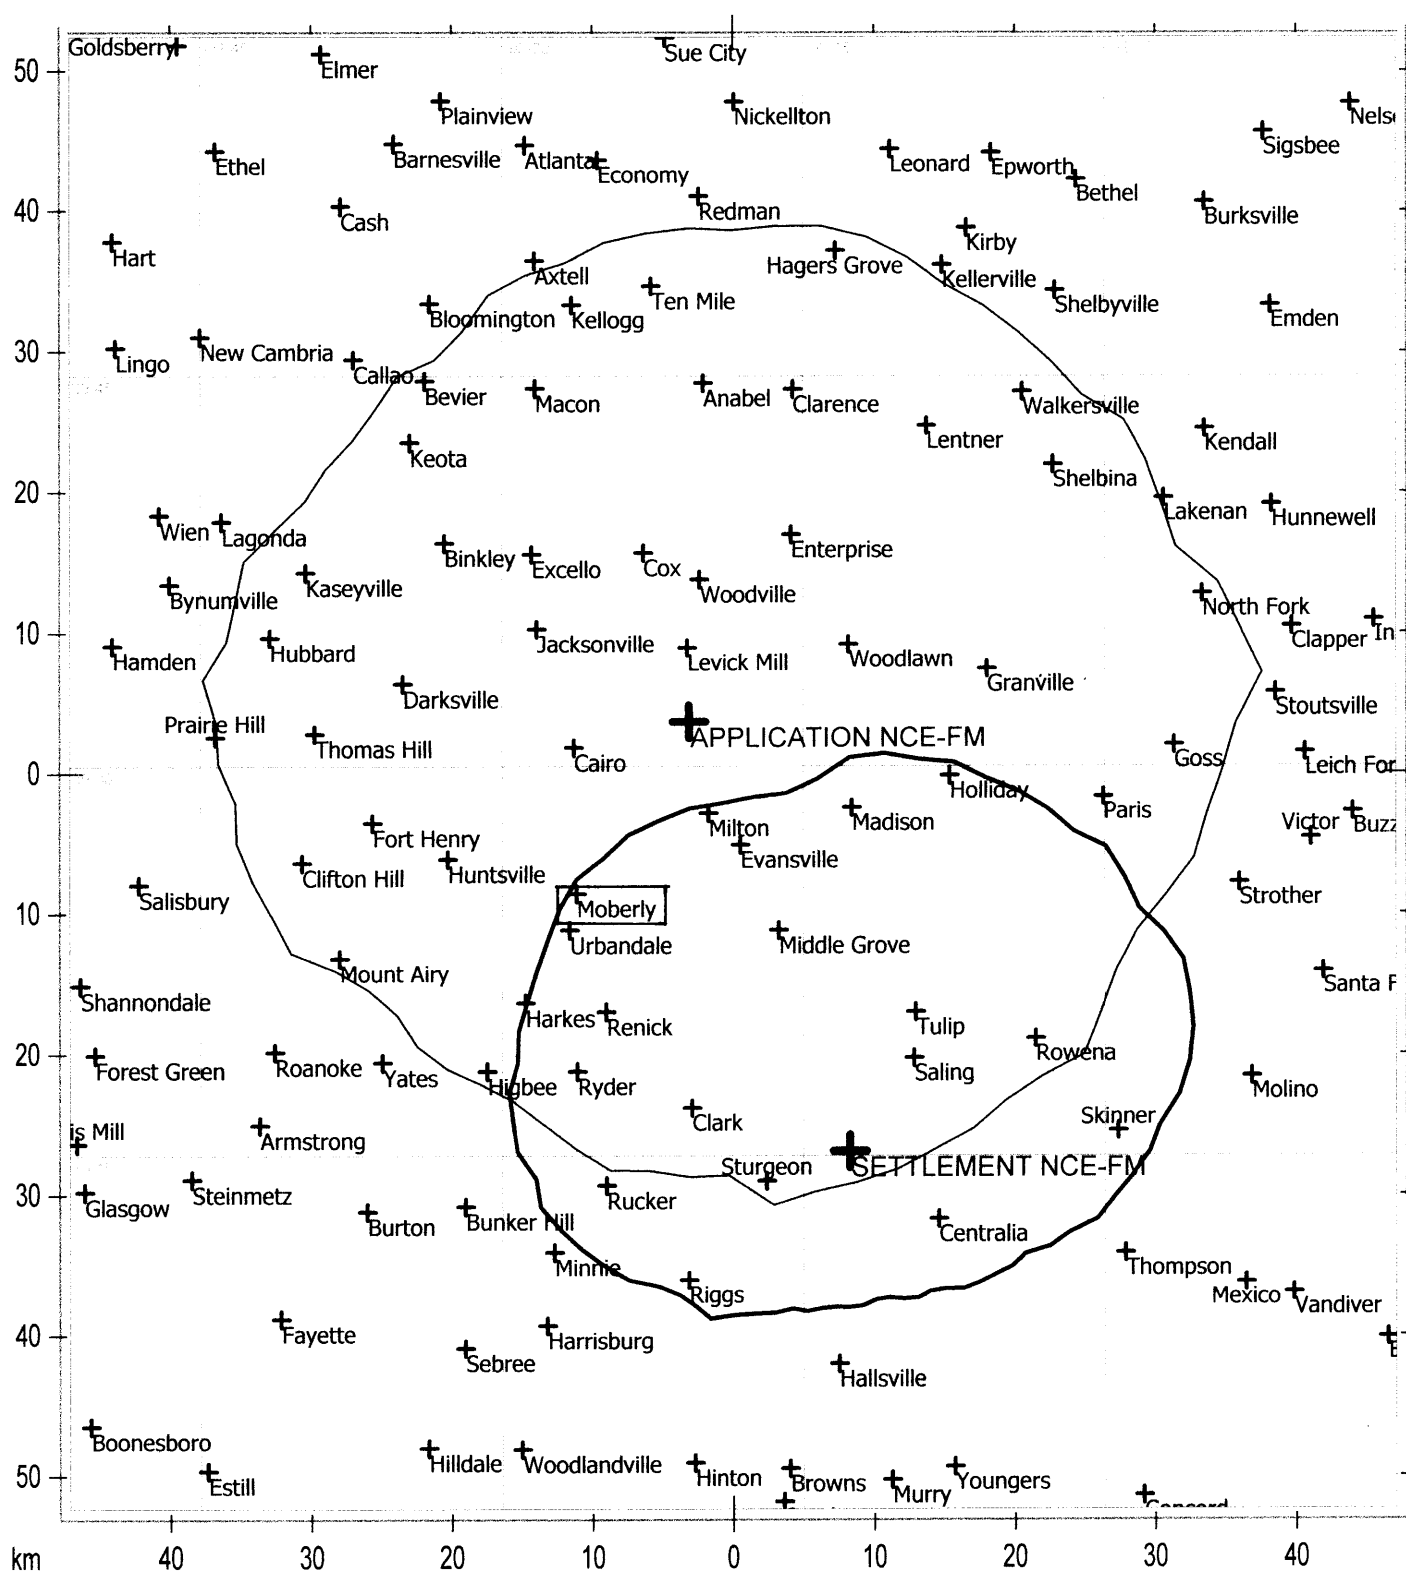 Goldsberry
Sue City
50
Elmer
Plainview
Nickellton
Sigsbee
Barnesville
Atlanta
Economy
Leonard
Epworth
Bethel
Ethel
40
Cash
Redman
Burksville
Hart
Kirby
Axtell
Hagers Grove
Kellerville
Ten Mile
Shelbyville
Bloomington
Kellogg
Emden
30
Lingo
New Cambria
Callao
Bevier
Macon
Anabel
Clarence
Walkersville
Lentner
Kendall
Keota
Shelbina
20
Wien
Lagonda
Lakenan
Hunnewell
Binkley
Excello
Cox
Enterprise
Kaseyville
Woodville
Bynumville
North Fork
10
Clapper
In
Hamden
Hubbard
Jacksonville
Levick Mill
Woodlawn
Granville
Darksville
Stoutsville
Prairie Hill
Thomas Hill
APPLICATION NCE-FM
Cairo
Goss
Leich For
0
Holliday
Paris
Milton
Madison
Victor
Buzz
Fort Henry
Evansville
Clifton Hill
Huntsville
Salisbury
Strother
10
Moberly
Urbandale
Middle Grove
Mount Airy
Santa F
Shannondale
Harkes
Renick
Tulip
20
Rowena
Forest Green
Roanoke
Yates
Higbee
Ryder
Saling
Molino
is Mill
Armstrong
Clark
Skinner
Sturgeon
SETTLEMENT NCE-FM
30
Steinmetz
Glasgow
Rucker
Burton
Bunker Hill
Centralia
Minnie
Riggs
Thompson
Mexico
Vandiver
40
Fayette
Harrisburg
Sebree
Hallsville
Boonesboro
50
Estill
Hilldale
Woodlandville
Hinton
Browns
Murry
Youngers
Concord
km
40
30
20
10
0
10
20
30
40